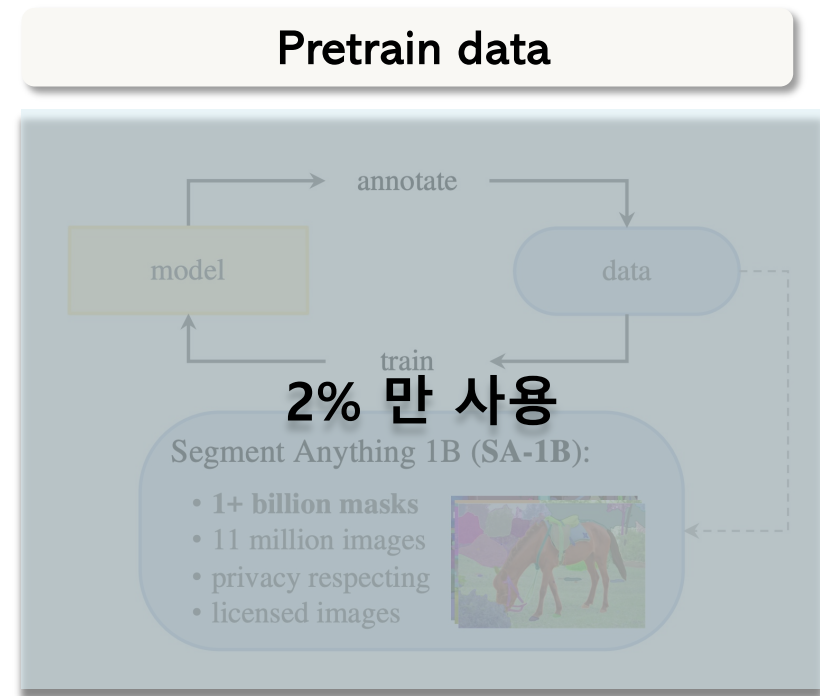 Pretrain data
annotate
model
data
train
2% 만 사용
Segment Anything 1B (SA-1B):
• 1+ billion masks
• 11 million images
• privacy respecting
• licensed images